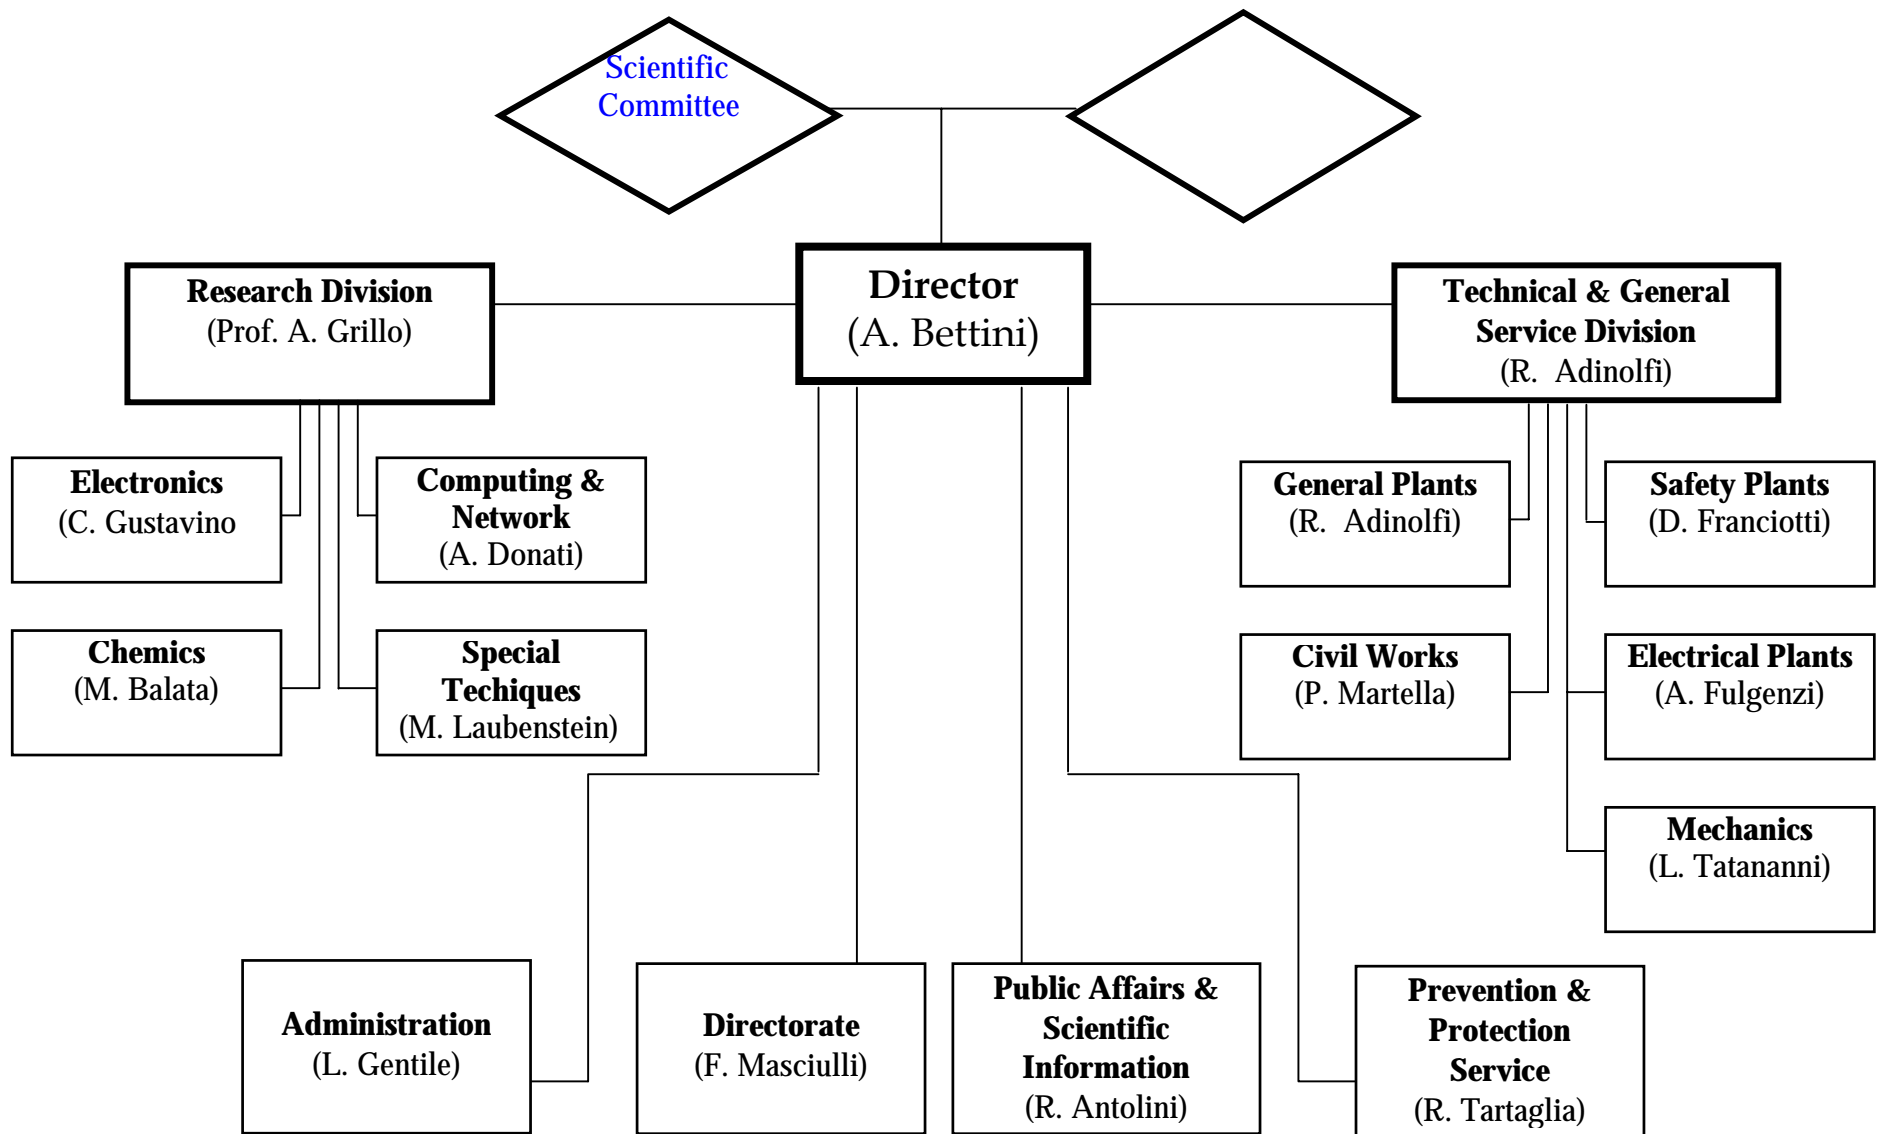 Scientific
Committee
Director
(A. Bettini)
Research Division
(Prof. A. Grillo)
Technical & General
Service Division
(R.  Adinolfi)
Electronics
(C. Gustavino
Computing &
Network
(A. Donati)
General Plants
(R.  Adinolfi)
Safety Plants
(D. Franciotti)
Chemics
(M. Balata)
Special
Techiques
(M. Laubenstein)
Civil Works
(P. Martella)
Electrical Plants
(A. Fulgenzi)
Mechanics
(L. Tatananni)
Administration
(L. Gentile)
Directorate
(F. Masciulli)
Public Affairs &
Scientific
Information
(R. Antolini)
Prevention &
Protection
Service
(R. Tartaglia)